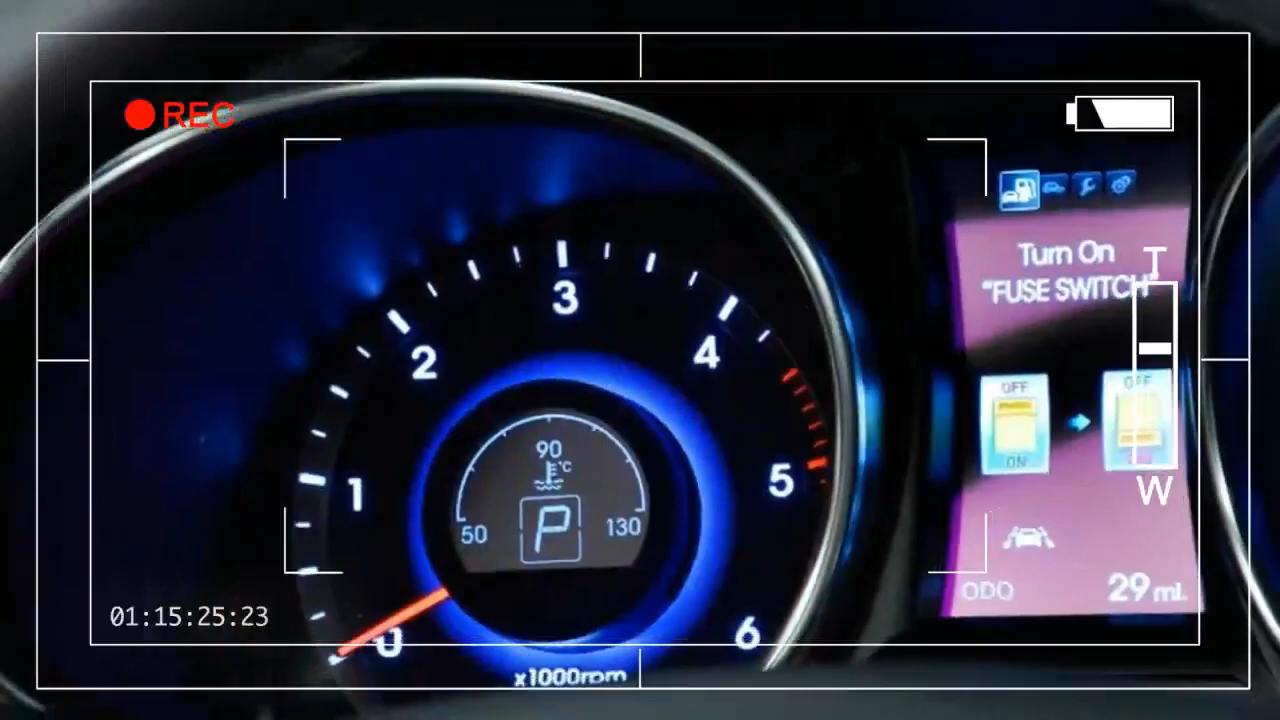 REC
Turn On
"FUSE SWITCH"
T
3
2
4
OFF
OFF
ON
90
°C
1
5
50
130
P
W
ODO
29 mi.
01:15:25:23
0
6
x1000rpm